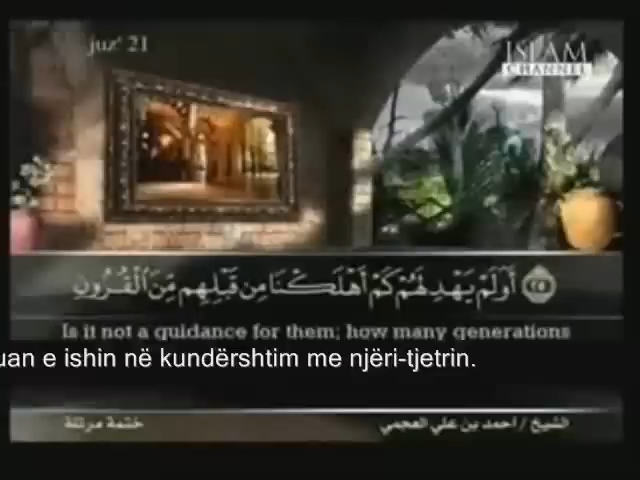 juz' 21
ISLAM
CHANNEL
٢٥ أَوَلَمْ يَهْدِ لَهُمْ كَمْ أَهْلَكْنَا مِن قَبْلِهِم مِّنَ الْقُرُونِ
Is it not a guidance for them; how many generations
uan e ishin në kundërshtim me njëri-tjetrin.
الشيخ / احمد بن علي العجمي
ختمة مرتلة